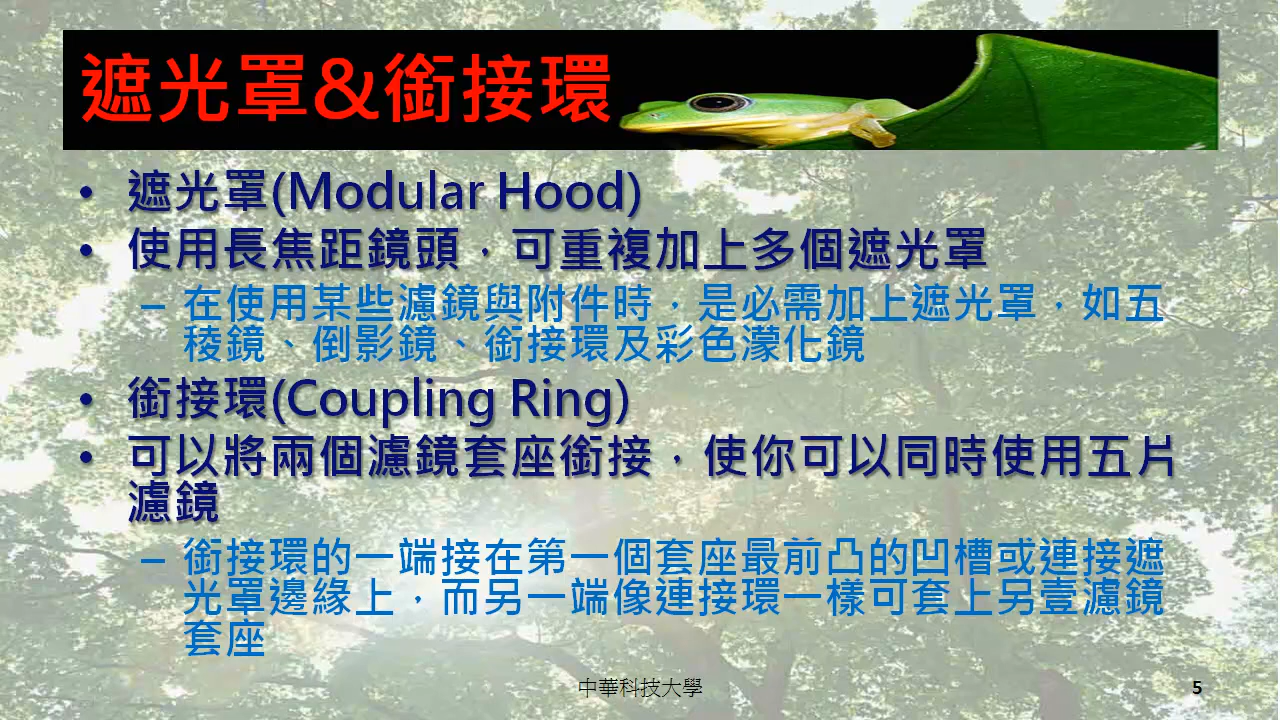 遮光罩&銜接環
• 遮光罩(Modular Hood)
• 使用長焦距鏡頭，可重複加上多個遮光罩
– 在使用某些濾鏡與附件時，是必需加上遮光罩，如五
稜鏡、倒影鏡、銜接環及彩色濛化鏡
• 銜接環(Coupling Ring)
• 可以將兩個濾鏡套座銜接，使你可以同時使用五片
濾鏡
– 銜接環的一端接在第一個套座最前凸的凹槽或連接遮
光罩邊緣上，而另一端像連接環一樣可套上另壹濾鏡
套座
中華科技大學
5